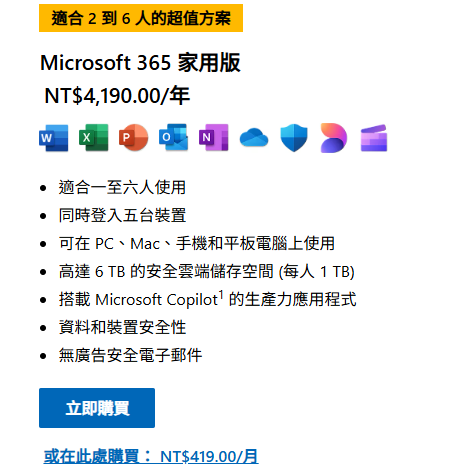 適合 2 到 6 人的超值方案
Microsoft 365 家用版
NT$4,190.00/年
W X P O N
適合一至六人使用
同時登入五台裝置
可在 PC、Mac、手機和平板電腦上使用
高達 6 TB 的安全雲端儲存空間 (每人 1 TB)
搭載 Microsoft Copilot¹ 的生產力應用程式
資料和裝置安全性
無廣告安全電子郵件
立即購買
或在此處購買： NT$419.00/月